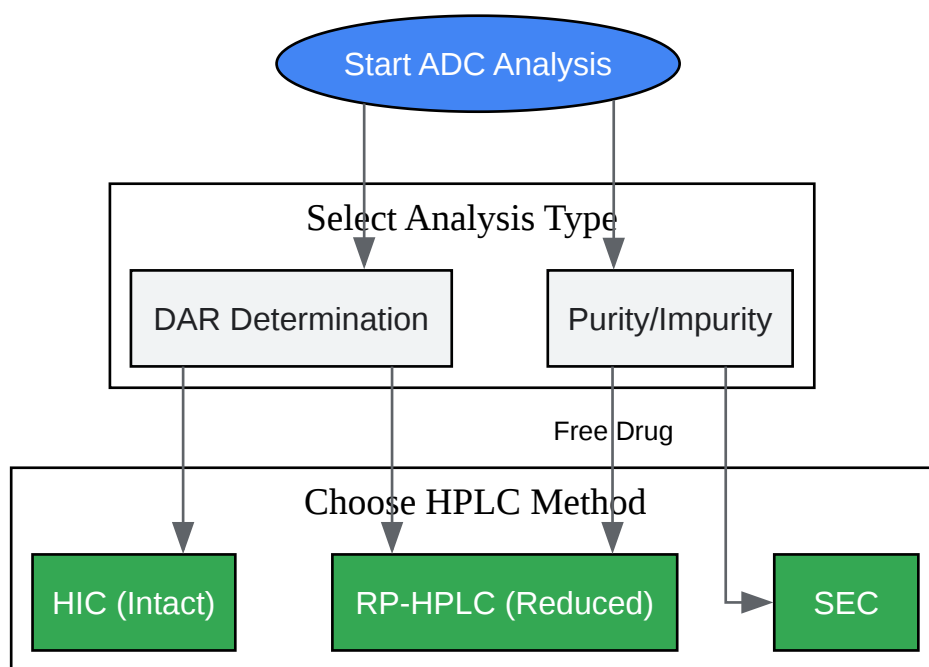 Start ADC Analysis
Select Analysis Type
DAR Determination
Purity/Impurity
Free Drug
Choose HPLC Method
HIC (Intact)
RP-HPLC (Reduced)
SEC